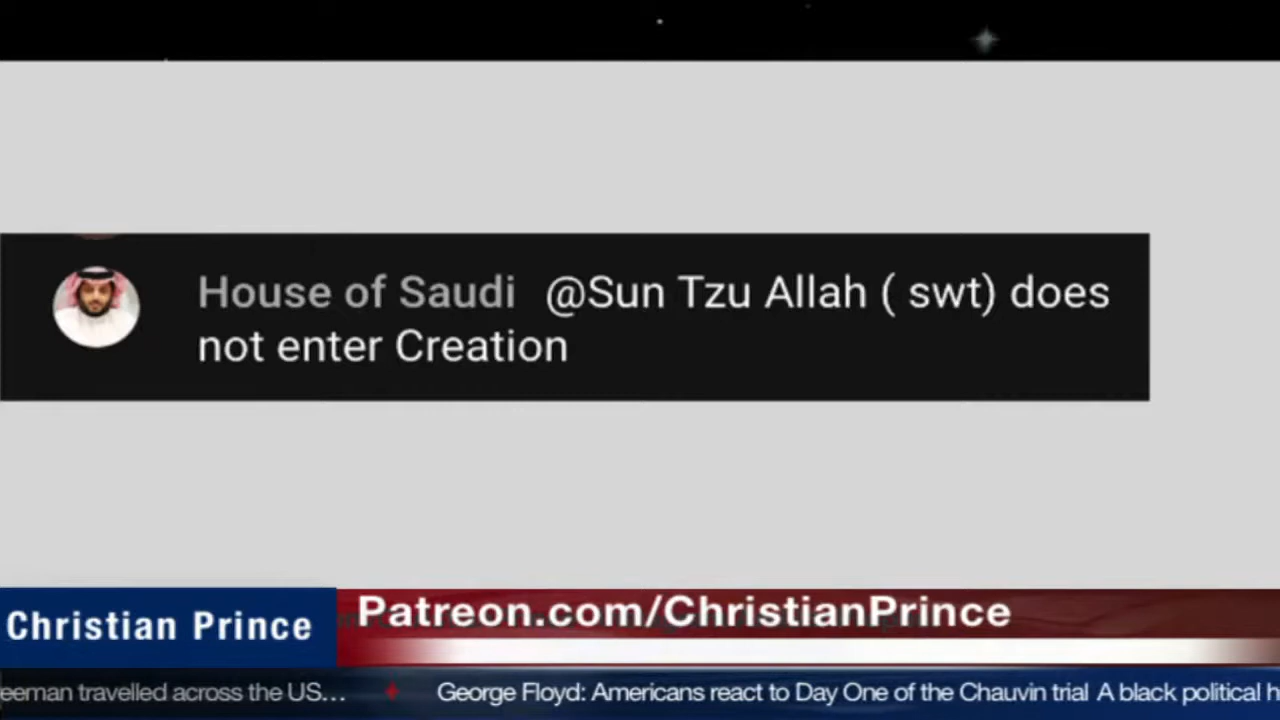 House of Saudi @Sun Tzu Allah ( swt) does
not enter Creation
Christian Prince
Patreon.com/ChristianPrince
eeman travelled across the US... George Floyd: Americans react to Day One of the Chauvin trial A black political h